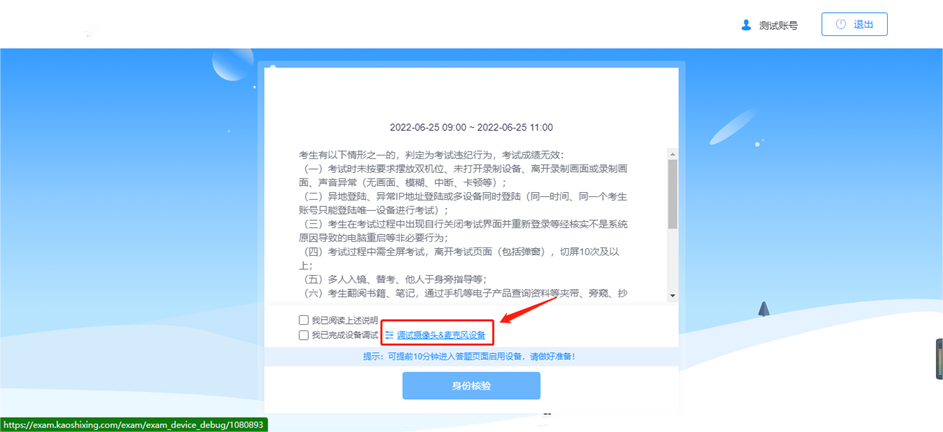 测试账号
退出
2022-06-25 09:00 ~ 2022-06-25 11:00
考生有以下情形之一的，判定为考试违纪行为，考试成绩无效：
（一）考试时未按要求摆放双机位、未打开录制设备、离开录制画面或录制画
面、声音异常（无画面、模糊、中断、卡顿等）；
（二）异地登陆、异常IP地址登陆或多设备同时登陆（同一时间、同一个考生
账号只能登陆唯一设备进行考试）；
（三）考生在考试过程中出现自行关闭考试界面并重新登录等经核实不是系统
原因导致的电脑重启等非必要行为；
（四）考试过程中需全屏考试，离开考试页面（包括弹窗），切屏10次及以
上；
（五）多人入镜、替考、他人于身旁指导等；
（六）考生翻阅书籍、笔记，通过手机等电子产品查询资料等夹带、旁窥、抄
我已阅读上述说明
我已完成设备调试 调试摄像头&麦克风设备
提示：可提前10分钟进入答题页面启用设备，请做好准备！
身份核验
https://exam.kaoshixing.com/exam/exam_device_debug/1080893